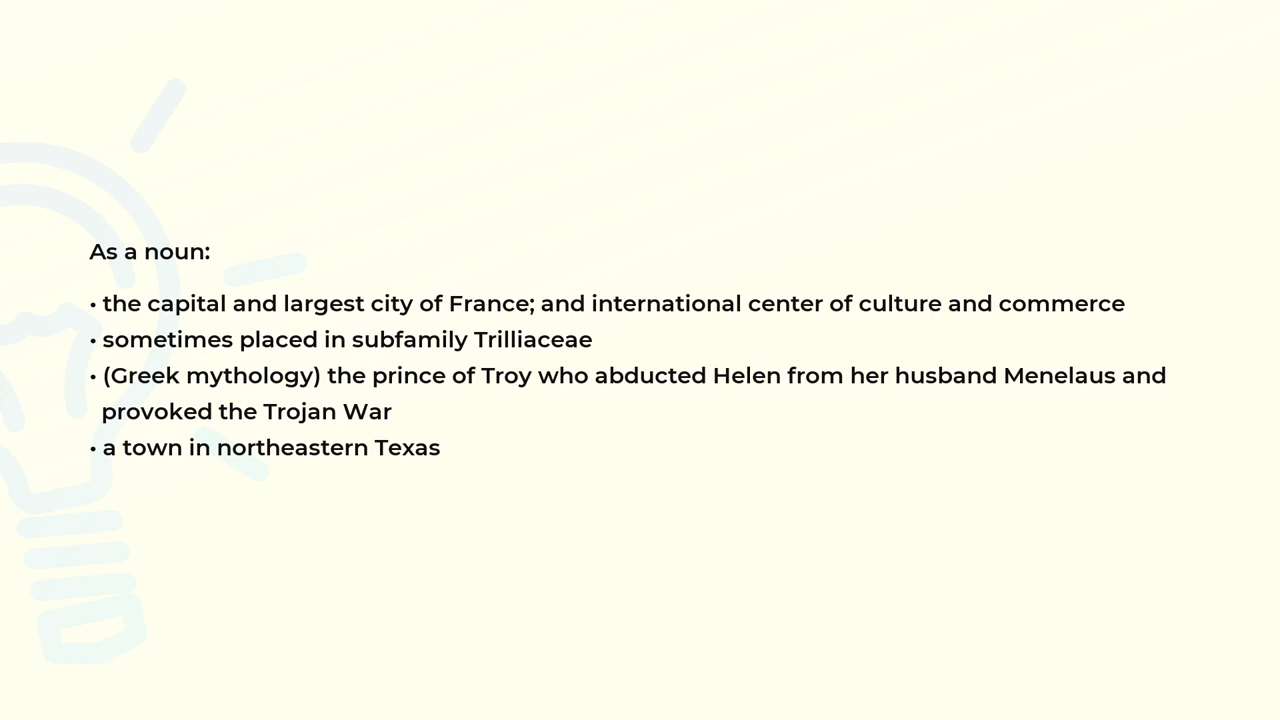 As a noun:
• the capital and largest city of France; and international center of culture and commerce
• sometimes placed in subfamily Trilliaceae
• (Greek mythology) the prince of Troy who abducted Helen from her husband Menelaus and
provoked the Trojan War
• a town in northeastern Texas